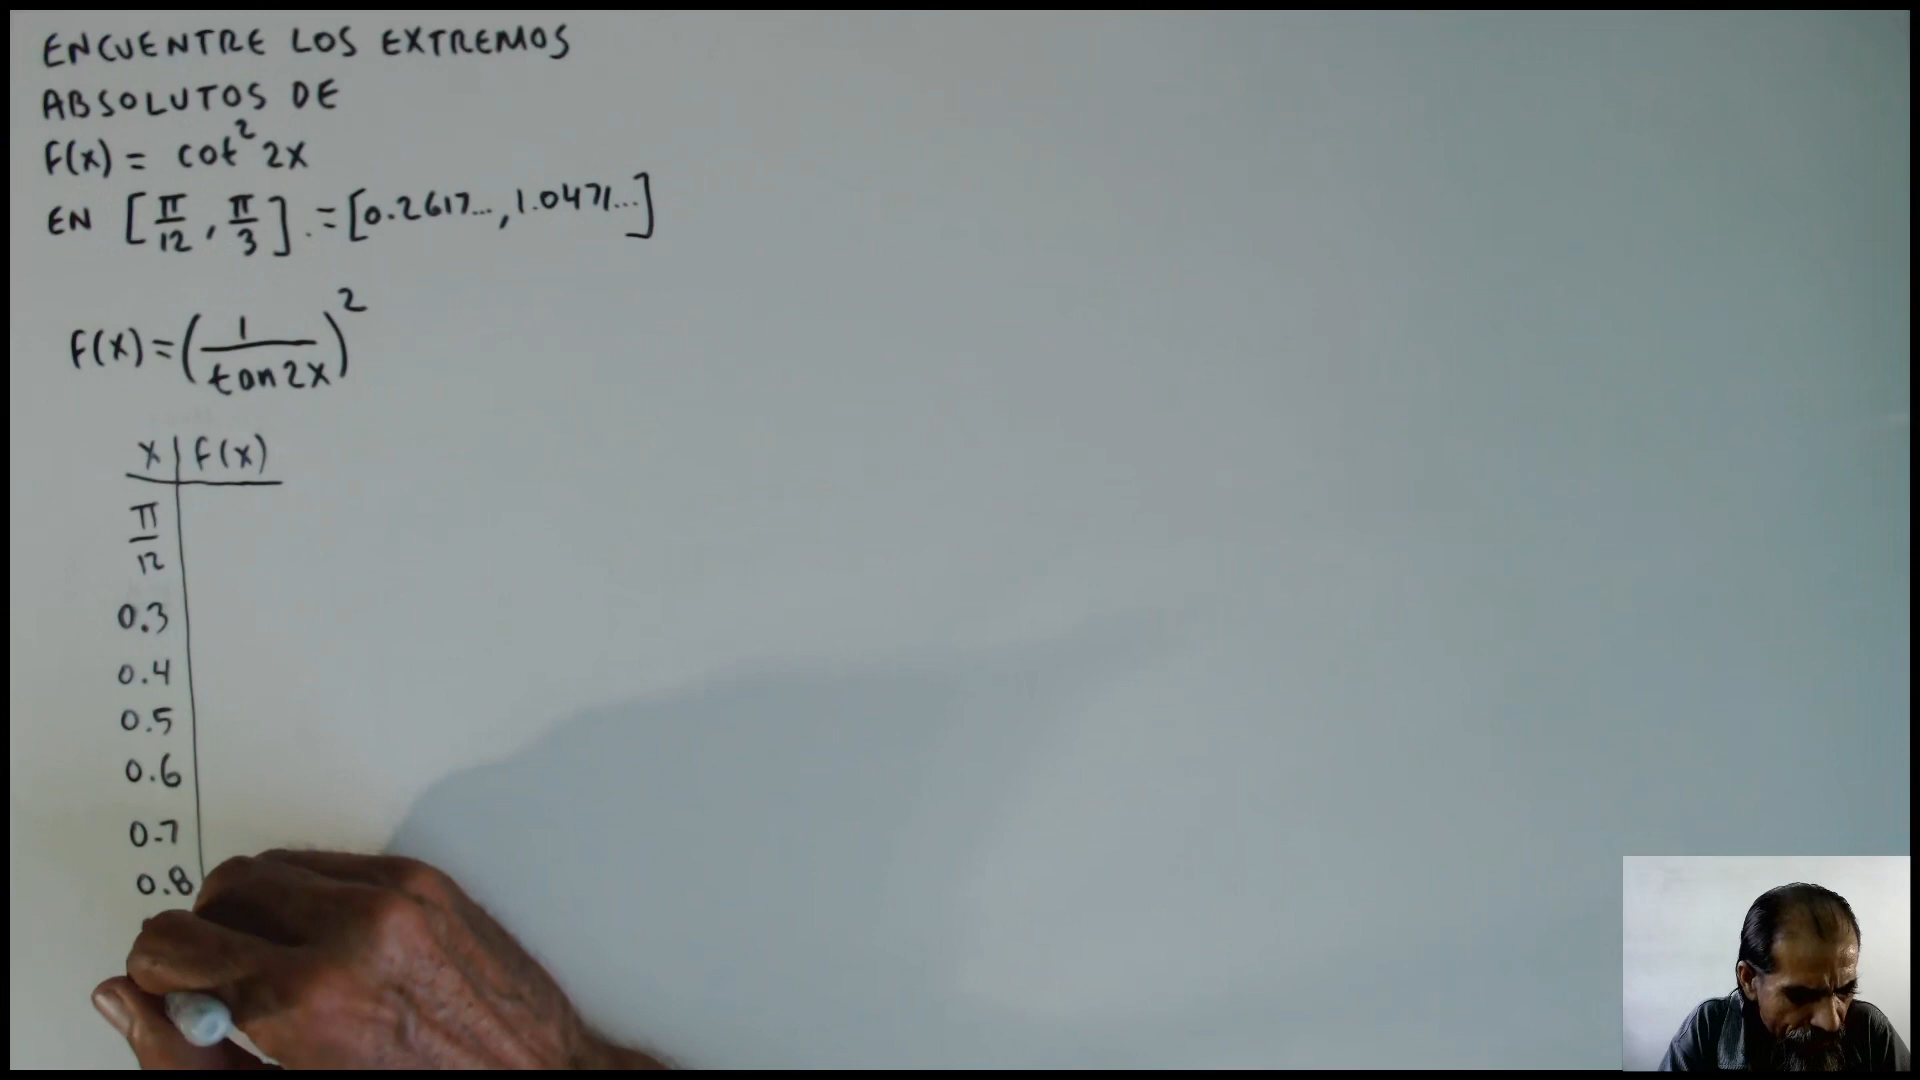 ENCUENTRE LOS EXTREMOS
ABSOLUTOS DE
F(x) = cot² 2x
EN [π/12, π/3] . = [0.2617..., 1.0471...]
F(x) = (1/tan 2x)²
x | F(x)
π/12
0.3
0.4
0.5
0.6
0.7
0.8